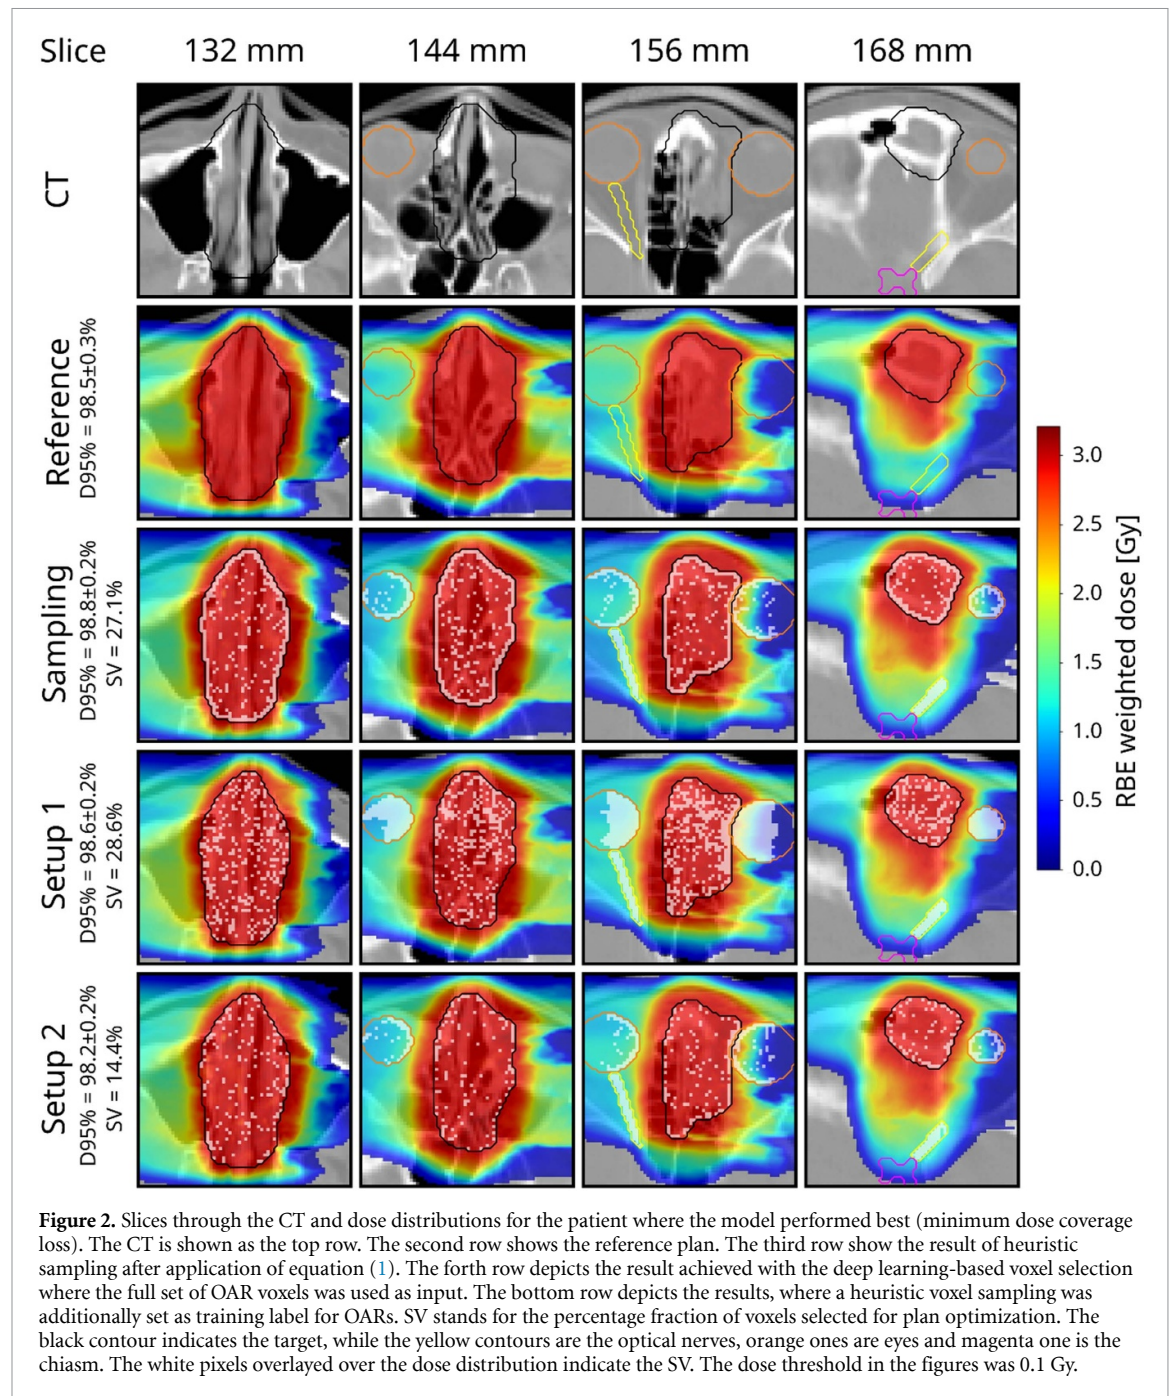 Slice 132 mm 144 mm 156 mm 168 mm
CT
Reference
D95% = 98.5±0.3%
Sampling
D95% = 98.8±0.2%
SV = 27.1%
Setup 1
D95% = 98.6±0.2%
SV = 28.6%
Setup 2
D95% = 98.2±0.2%
SV = 14.4%
3.0
2.5
2.0
1.5
1.0
0.5
0.0
RBE weighted dose [Gy]
Figure 2. Slices through the CT and dose distributions for the patient where the model performed best (minimum dose coverage
loss). The CT is shown as the top row. The second row shows the reference plan. The third row show the result of heuristic
sampling after application of equation (1). The forth row depicts the result achieved with the deep learning-based voxel selection
where the full set of OAR voxels was used as input. The bottom row depicts the results, where a heuristic voxel sampling was
additionally set as training label for OARs. SV stands for the percentage fraction of voxels selected for plan optimization. The
black contour indicates the target, while the yellow contours are the optical nerves, orange ones are eyes and magenta one is the
chiasm. The white pixels overlayed over the dose distribution indicate the SV. The dose threshold in the figures was 0.1 Gy.